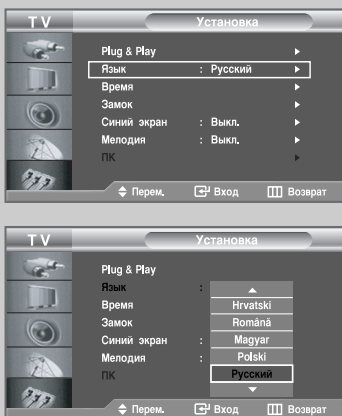 TV Установка
Plug & Play
Язык : Русский
Время
Замок
Синий экран : Выкл.
Мелодия : Выкл.
ПК
Перем. Вход Возврат
TV Установка
Plug & Play
Язык :
Время Hrvatski
Замок Română
Синий экран : Magyar
Мелодия : Polski
ПК Русский
Перем. Вход Возврат